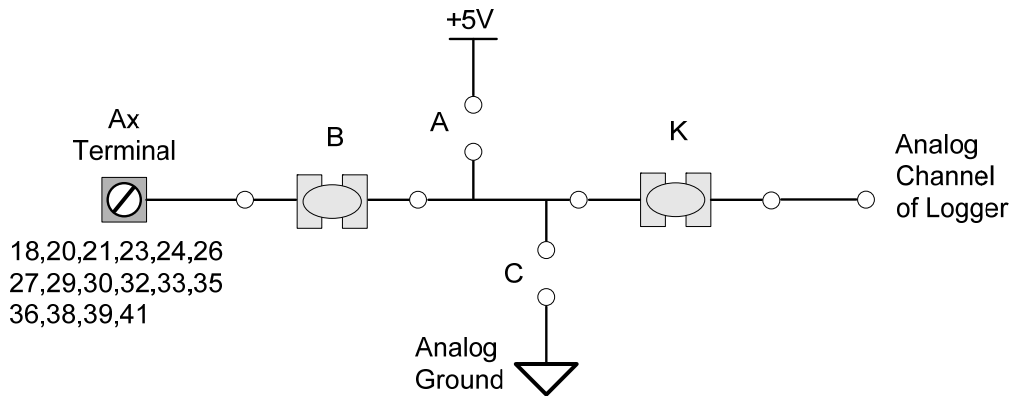 +5V
Ax
Terminal
B
A
K
Analog
Channel
of Logger
18,20,21,23,24,26
27,29,30,32,33,35
36,38,39,41
C
Analog
Ground